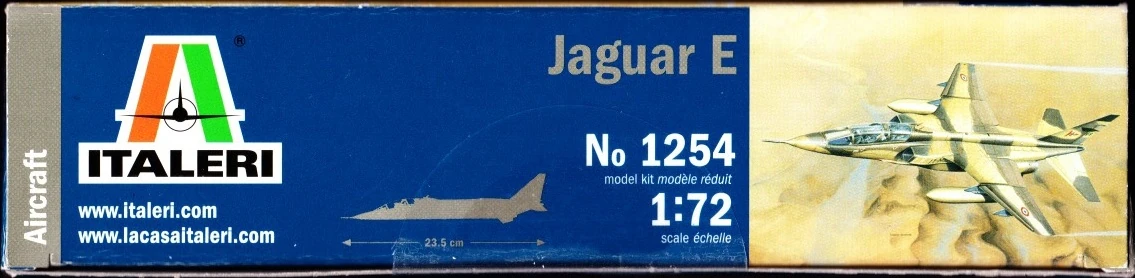 Aircraft
®
ITALERI
www.italeri.com
www.lacasaitaleri.com
23.5 cm
Jaguar E
No 1254
model kit modèle réduit
1:72
scale échelle